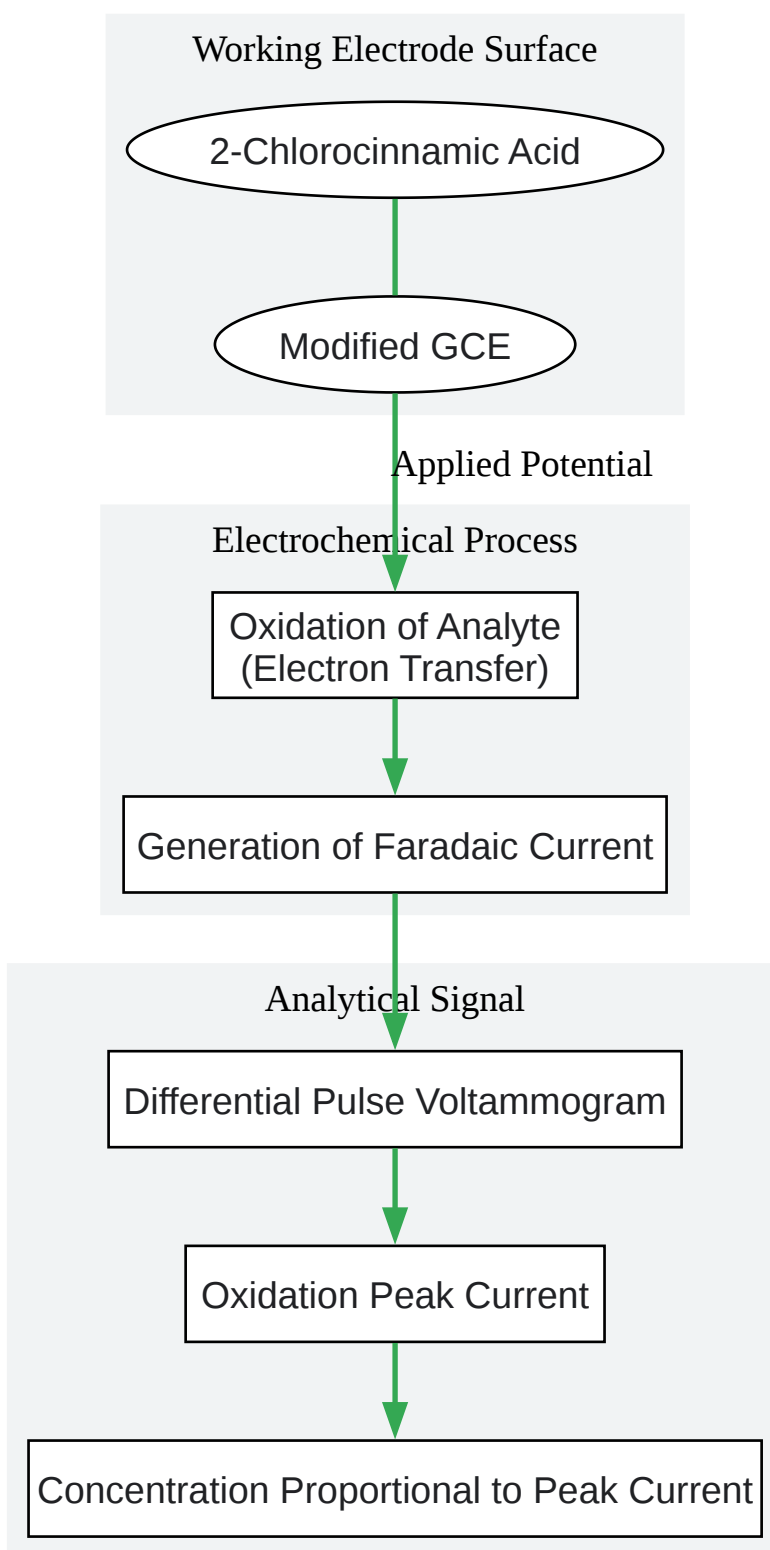 Working Electrode Surface
2-Chlorocinnamic Acid
Modified GCE
Applied Potential
Electrochemical Process
Oxidation of Analyte
(Electron Transfer)
Generation of Faradaic Current
Analytical Signal
Differential Pulse Voltammogram
Oxidation Peak Current
Concentration Proportional to Peak Current